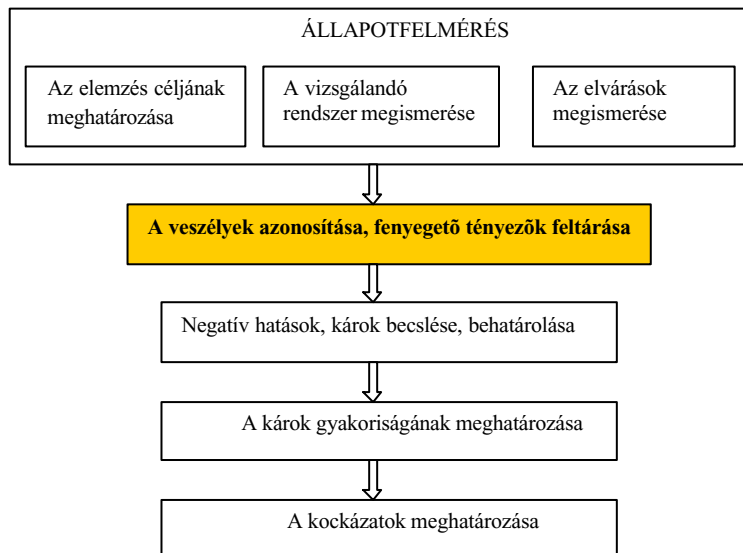 ÁLLAPOTFELMÉRÉS
Az elemzés céljának
meghatározása
A vizsgálandó
rendszer megismerése
Az elvárások
megismerése
A veszélyek azonosítása, fenyegetõ tényezõk feltárása
Negatív hatások, károk becslése, behatárolása
A károk gyakoriságának meghatározása
A kockázatok meghatározása